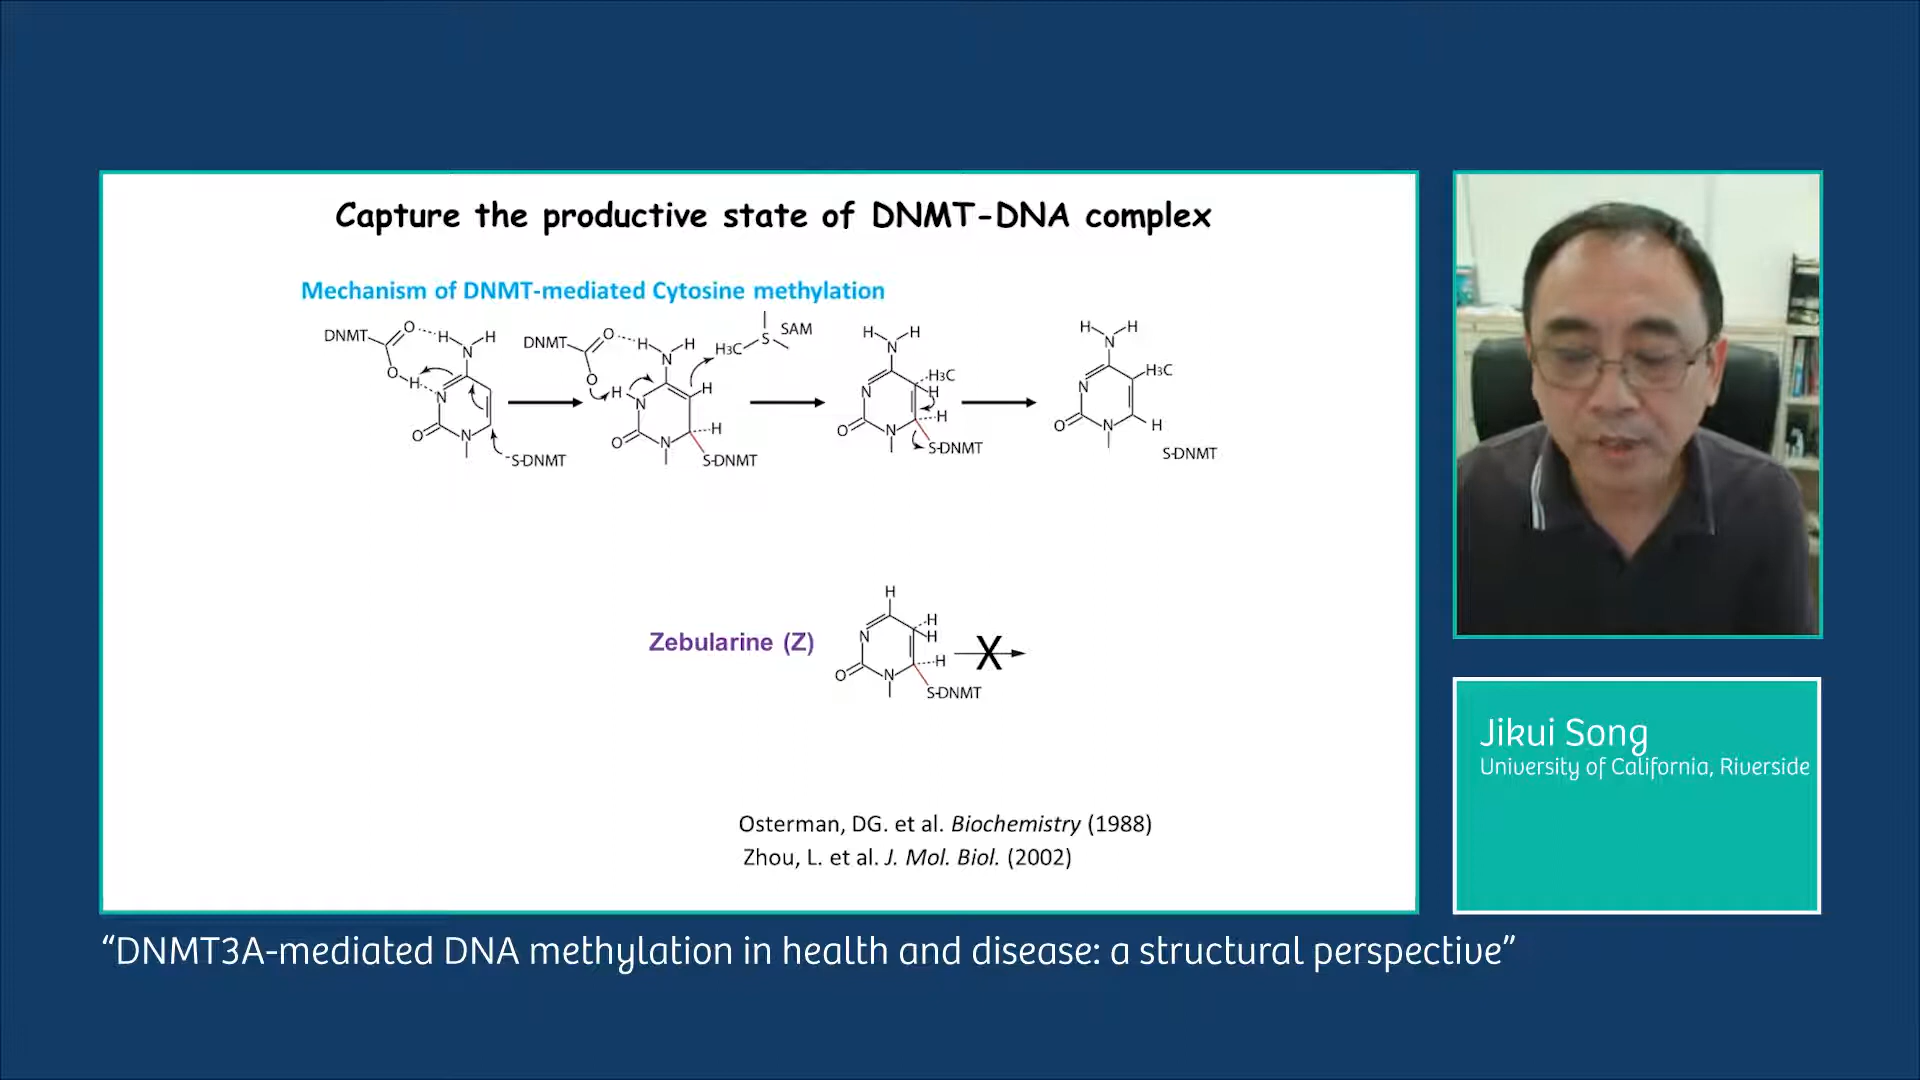 Capture the productive state of DNMT-DNA complex
Mechanism of DNMT-mediated Cytosine methylation
DNMT O H H N O H N O N S-DNMT
DNMT O H H N O H N H O N H S-DNMT
H3C S SAM
H H N N H3C H H O N S-DNMT
H H N N H3C O N H S-DNMT
Zebularine (Z)
H N H H H O N S-DNMT
X
Osterman, DG. et al. Biochemistry (1988)
Zhou, L. et al. J. Mol. Biol. (2002)
Jikui Song
University of California, Riverside
“DNMT3A-mediated DNA methylation in health and disease: a structural perspective”